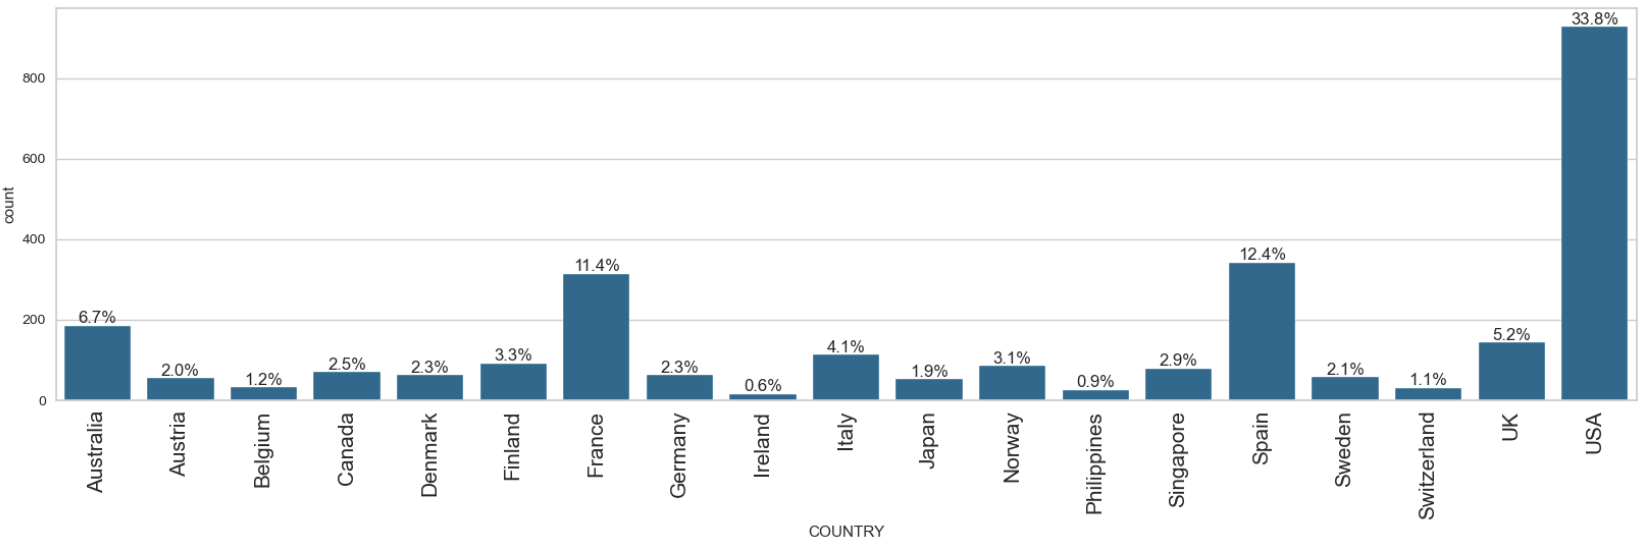 33.8%
800
600
400
12.4%
11.4%
6.7%
200
5.2%
4.1%
3.3%
3.1%
2.9%
2.5%
2.3%
2.3%
2.1%
2.0%
1.9%
1.2%
1.1%
0.9%
0.6%
0
count
Australia
Austria
Belgium
Canada
Denmark
Finland
France
Germany
Ireland
Italy
Japan
Norway
Philippines
Singapore
Spain
Sweden
Switzerland
UK
USA
COUNTRY